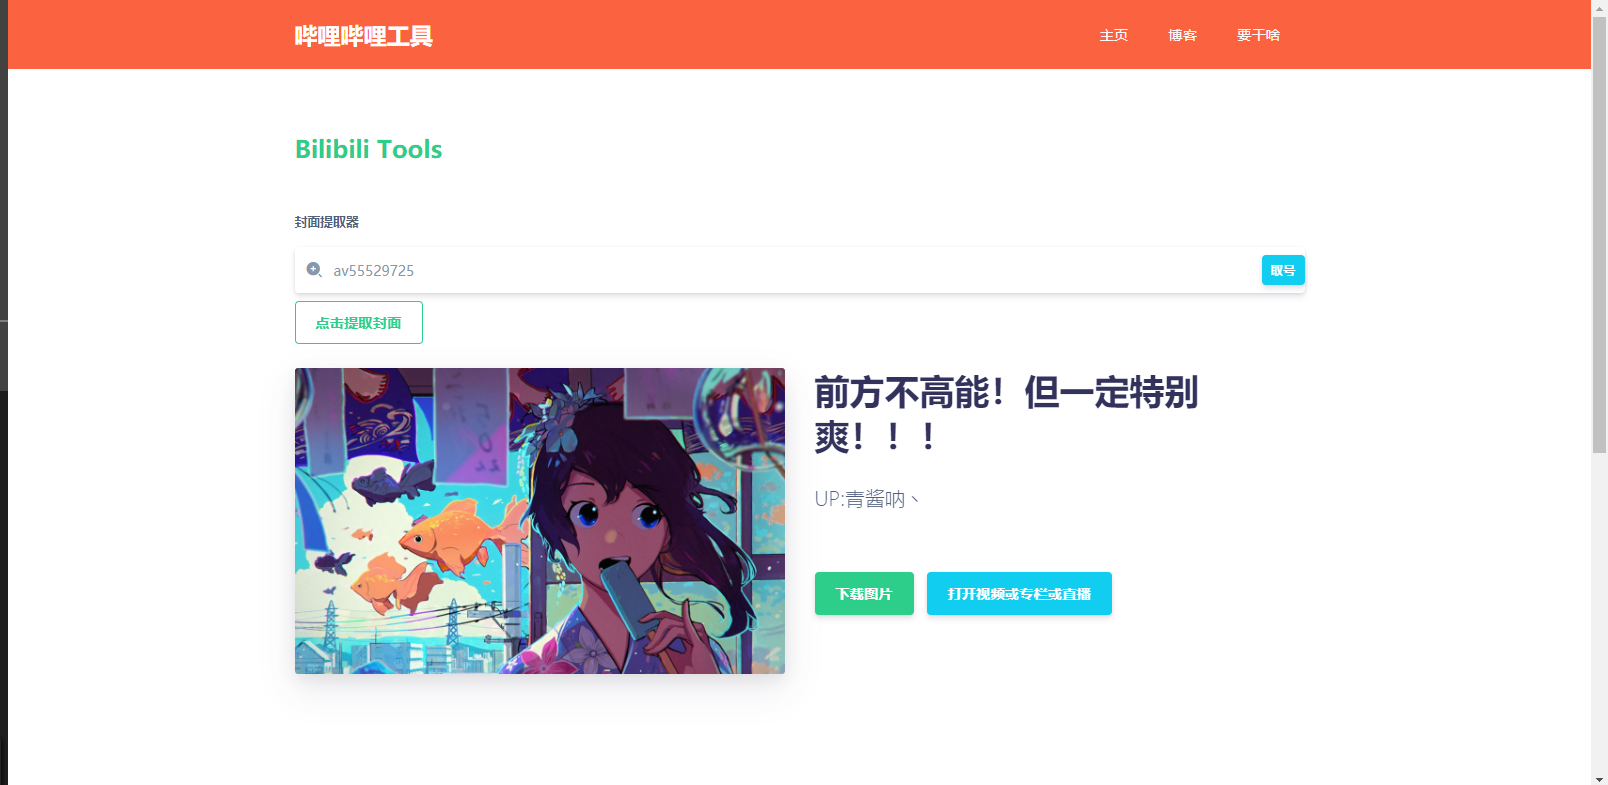 哔哩哔哩工具
主页 博客 要干啥
Bilibili Tools
封面提取器
av55529725
取号
点击提取封面
前方不高能！但一定特别
爽！！！
UP:青酱呐丶
下载图片 打开视频或专栏或直播